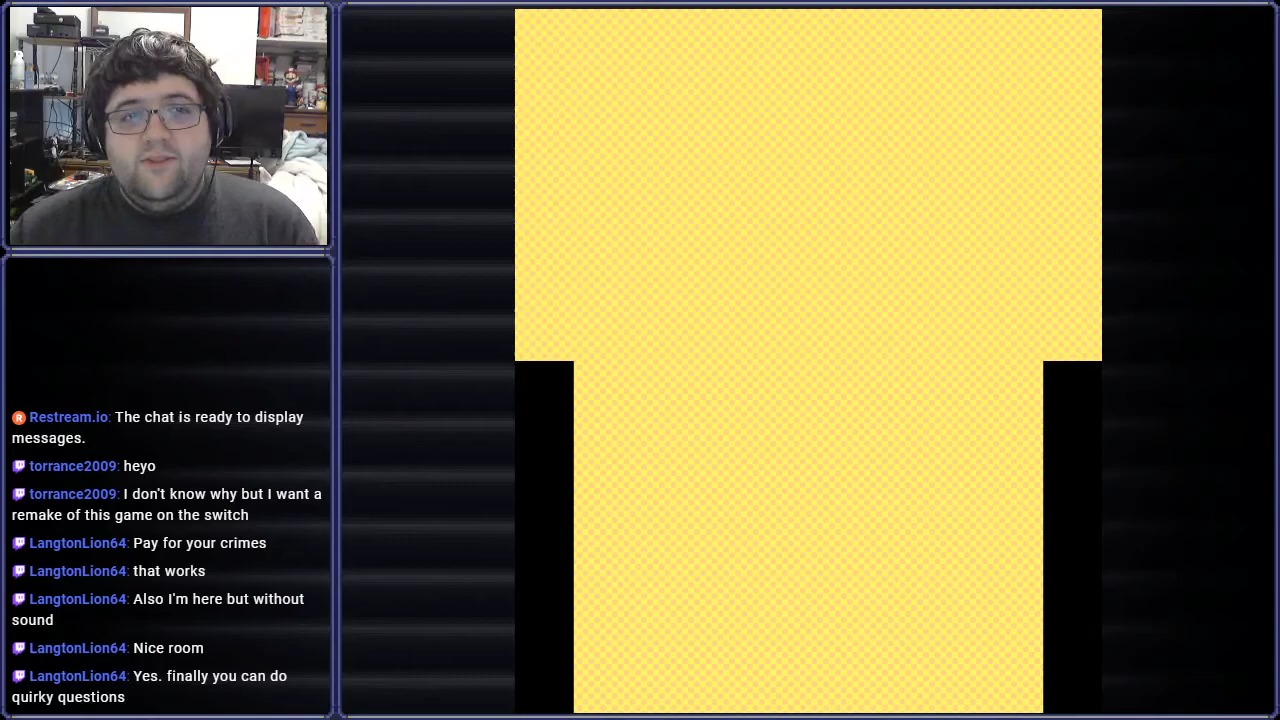 Restream.io: The chat is ready to display
messages.
torrance2009: heyo
torrance2009: I don't know why but I want a
remake of this game on the switch
LangtonLion64: Pay for your crimes
LangtonLion64: that works
LangtonLion64: Also I'm here but without
sound
LangtonLion64: Nice room
LangtonLion64: Yes. finally you can do
quirky questions